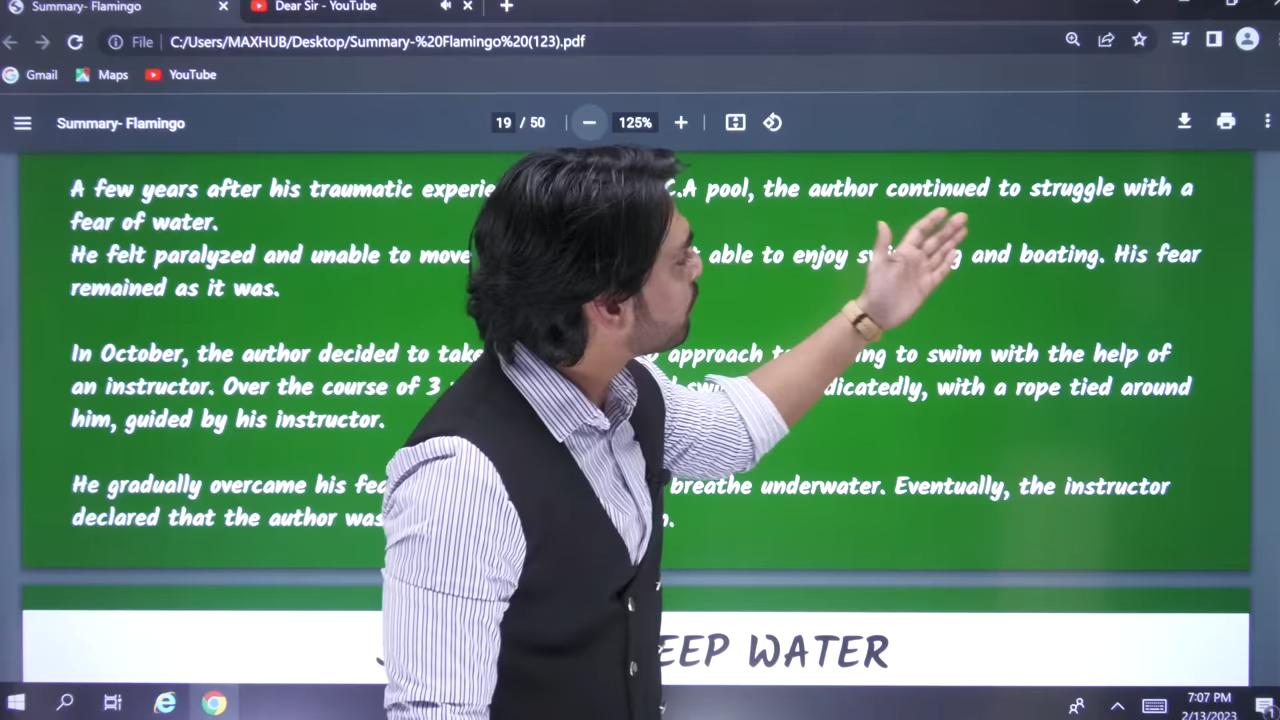 Summary- Flamingo
Dear Sir - YouTube
File C:/Users/MAXHUB/Desktop/Summary-%20Flamingo%20(123).pdf
Gmail Maps YouTube
Summary- Flamingo 19 / 50 125%
A few years after his traumatic C.A pool, the author continued to struggle with a
fear of water.
He felt paralyzed and unable to move able to enjoy and boating. His fear
remained as it was.
In October, the author decided to take approach to swim with the help of
an instructor. Over the course of 3 with a rope tied around
him, guided by his instructor.
He gradually overcame his breathe underwater. Eventually, the instructor
declared that the author was
WATER
7:07 PM
2/13/2023